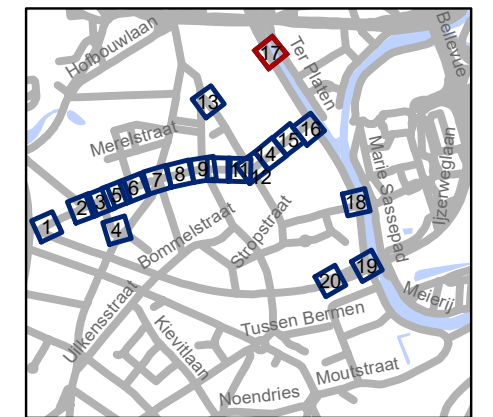 Hofbouwlaan
Ter Platen
Bellevue
17
13
Merelstraat
16
15
14
Marie Sassepad
Ijzerweglaan
12
11
9
8
7
6
5
3
2
1
4
18
Bommelstraat
Stropstraat
19
20
Meierij
Uilkensstraat
Kievitlaan
Tussen Bermen
Moutstraat
Noendries